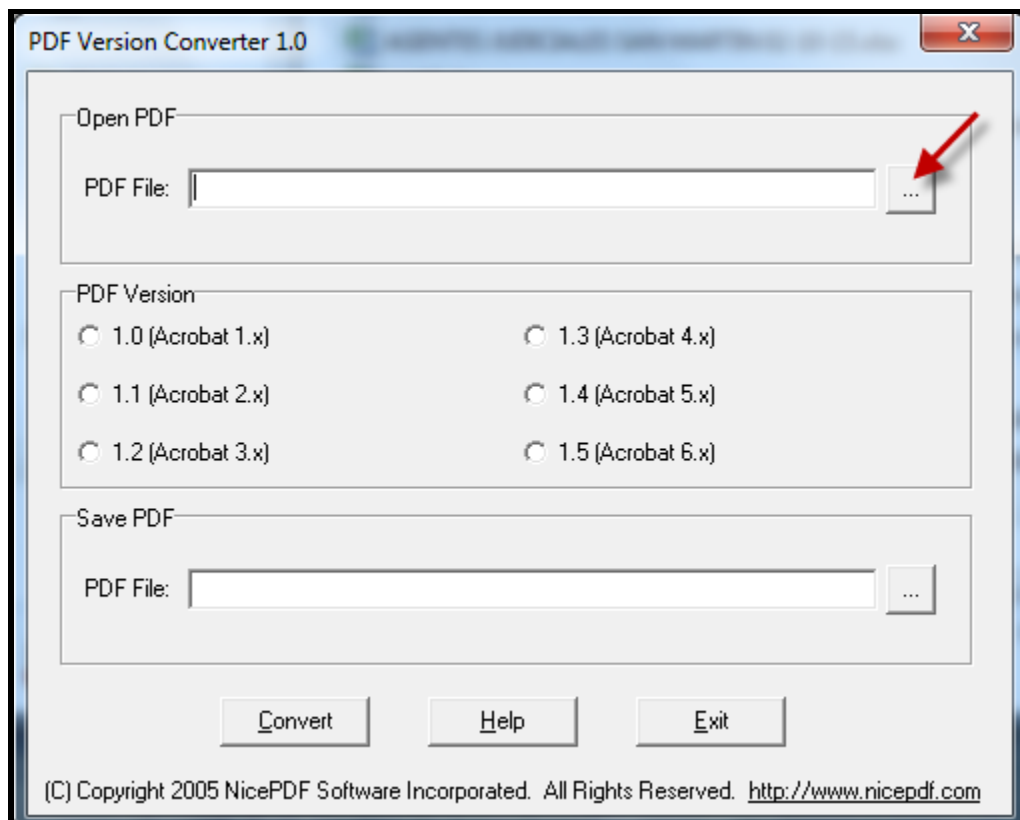 PDF Version Converter 1.0
Open PDF
PDF File:
...
PDF Version
1.0 (Acrobat 1.x)
1.3 (Acrobat 4.x)
1.1 (Acrobat 2.x)
1.4 (Acrobat 5.x)
1.2 (Acrobat 3.x)
1.5 (Acrobat 6.x)
Save PDF
PDF File:
...
Convert Help Exit
(C) Copyright 2005 NicePDF Software Incorporated. All Rights Reserved. http://www.nicepdf.com